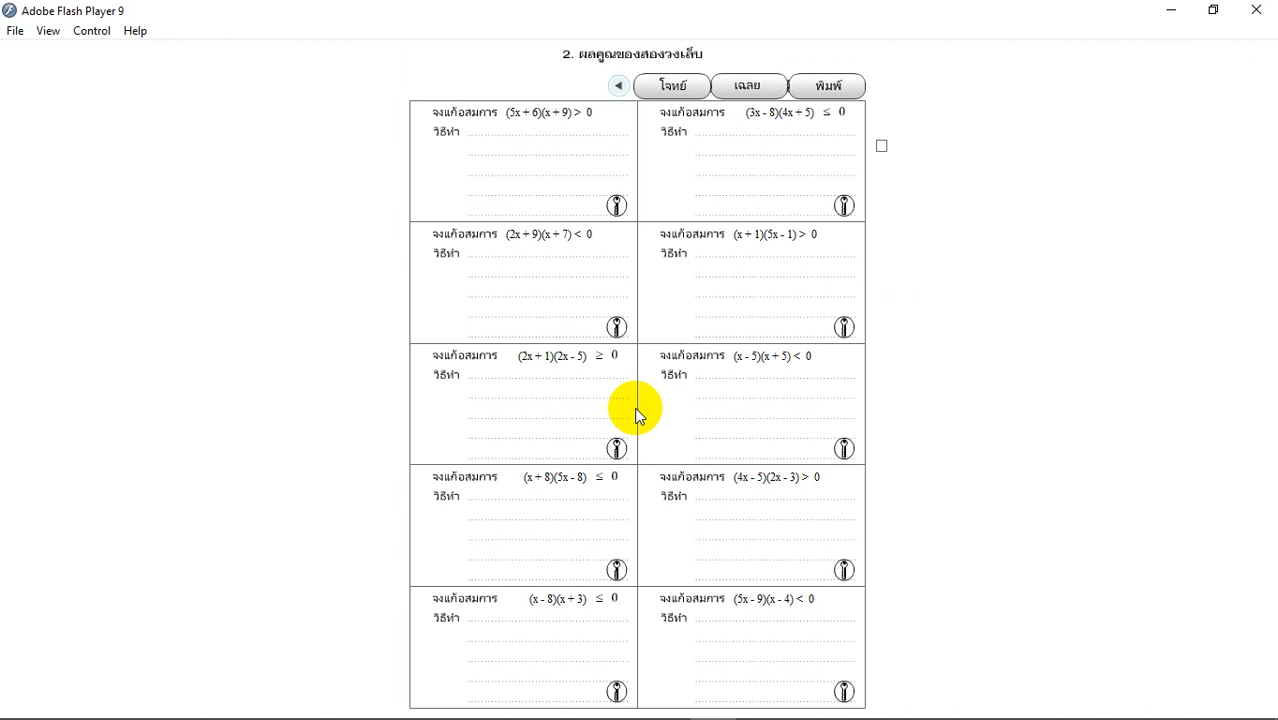 Adobe Flash Player 9
File View Control Help
2. ผลคูณของสองวงเล็บ
โจทย์ เฉลย พิมพ์
จงแก้อสมการ (5x + 6)(x + 9) > 0
วิธีทำ
จงแก้อสมการ (3x - 8)(4x + 5) ≤ 0
วิธีทำ
จงแก้อสมการ (2x + 9)(x + 7) < 0
วิธีทำ
จงแก้อสมการ (x + 1)(5x - 1) > 0
วิธีทำ
จงแก้อสมการ (2x + 1)(2x - 5) ≥ 0
วิธีทำ
จงแก้อสมการ (x - 5)(x + 5) < 0
วิธีทำ
จงแก้อสมการ (x + 8)(5x - 8) ≤ 0
วิธีทำ
จงแก้อสมการ (4x - 5)(2x - 3) > 0
วิธีทำ
จงแก้อสมการ (x - 8)(x + 3) ≤ 0
วิธีทำ
จงแก้อสมการ (5x - 9)(x - 4) < 0
วิธีทำ